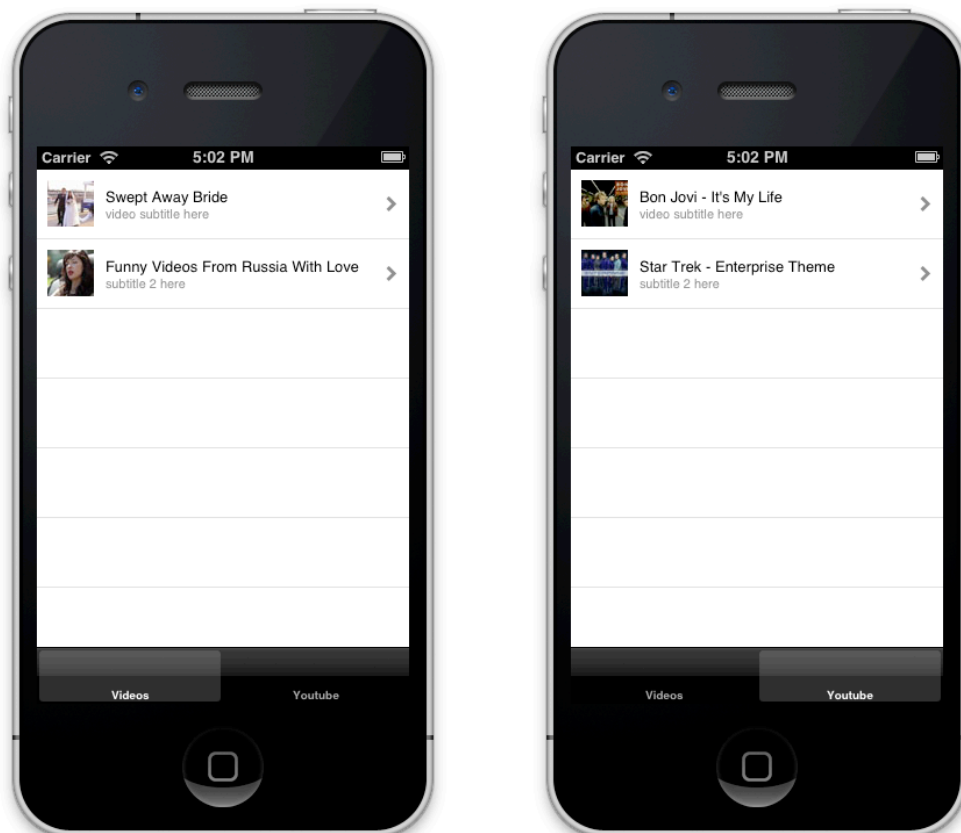 Carrier 5:02 PM
Swept Away Bride
video subtitle here
Funny Videos From Russia With Love
subtitle 2 here
Videos Youtube
Carrier 5:02 PM
Bon Jovi - It's My Life
video subtitle here
Star Trek - Enterprise Theme
subtitle 2 here
Videos Youtube